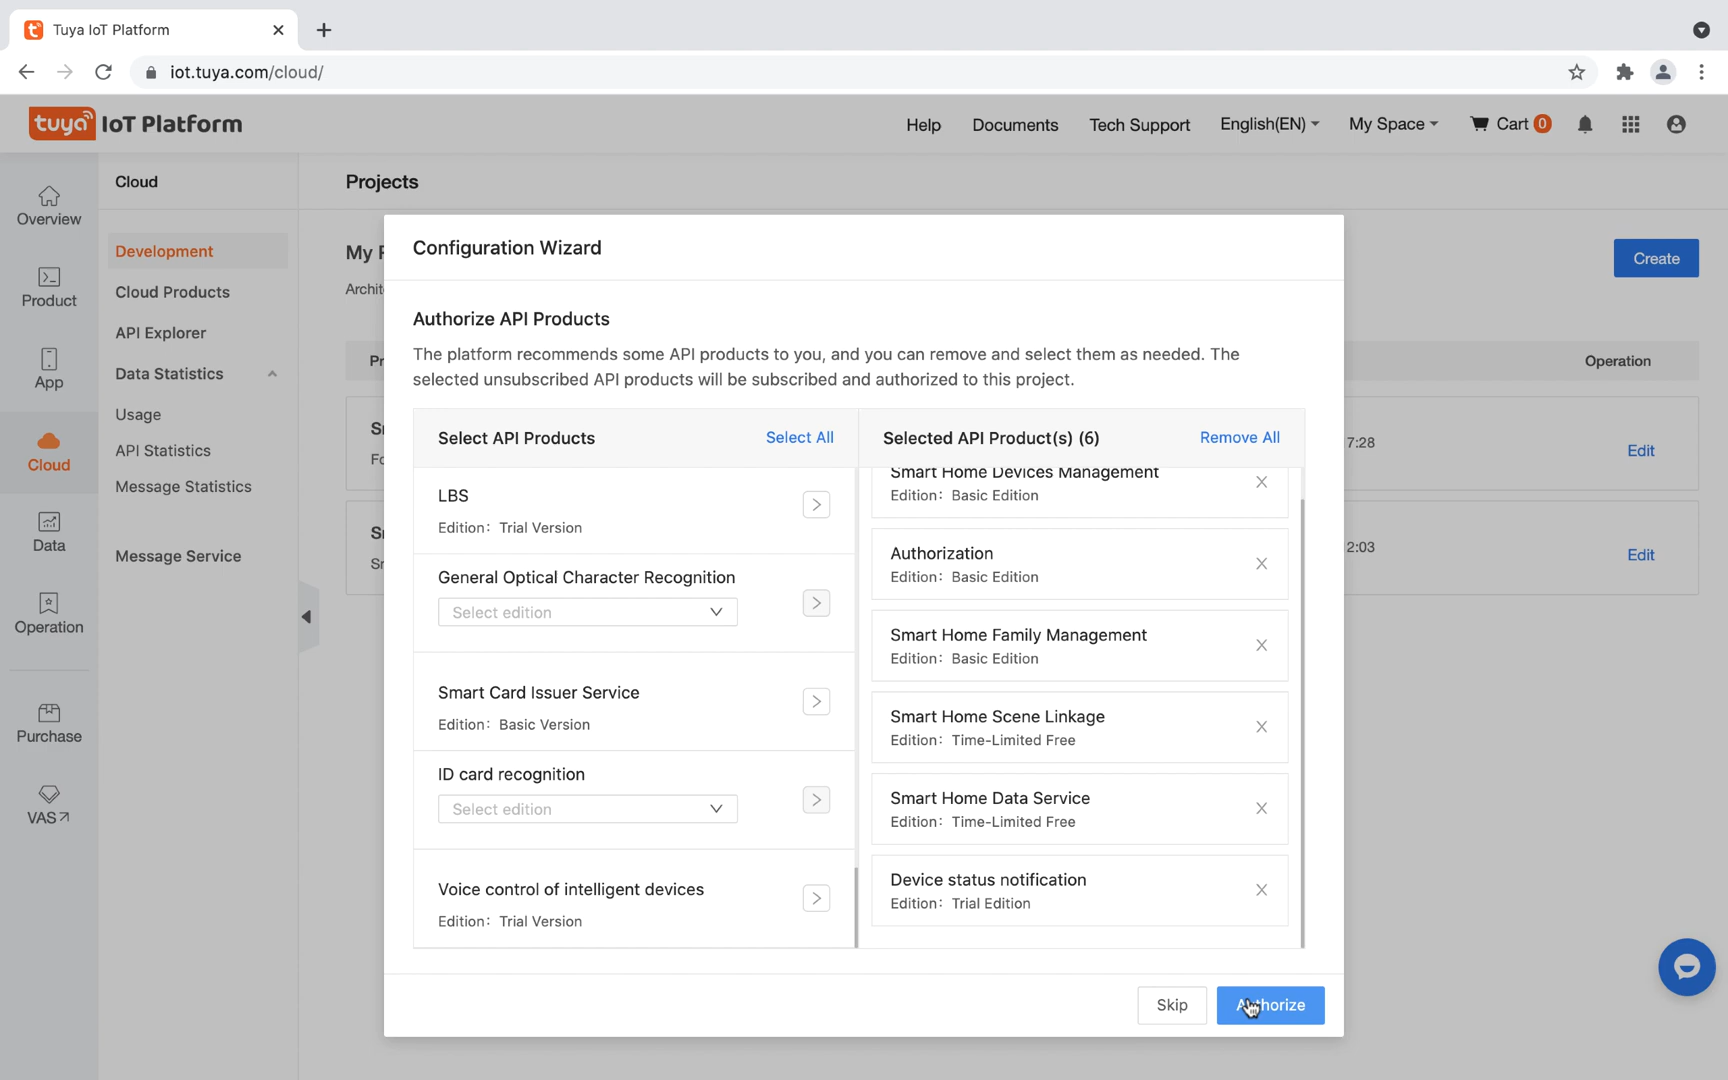 Tuya IoT Platform
iot.tuya.com/cloud/
tuya IoT Platform
Help
Documents
Tech Support
English(EN)
My Space
Cart 0
Overview
Product
App
Cloud
Data
Operation
Purchase
VAS
Cloud
Development
Cloud Products
API Explorer
Data Statistics
Usage
API Statistics
Message Statistics
Message Service
Projects
My
Create
Operation
7:28
Edit
2:03
Edit
Configuration Wizard
Authorize API Products
The platform recommends some API products to you, and you can remove and select them as needed. The
selected unsubscribed API products will be subscribed and authorized to this project.
Select API Products
Select All
LBS
Edition: Trial Version
General Optical Character Recognition
Select edition
Smart Card Issuer Service
Edition: Basic Version
ID card recognition
Select edition
Voice control of intelligent devices
Edition: Trial Version
Selected API Product(s) (6)
Remove All
Smart Home Devices Management
Edition: Basic Edition
Authorization
Edition: Basic Edition
Smart Home Family Management
Edition: Basic Edition
Smart Home Scene Linkage
Edition: Time-Limited Free
Smart Home Data Service
Edition: Time-Limited Free
Device status notification
Edition: Trial Edition
Skip
Authorize